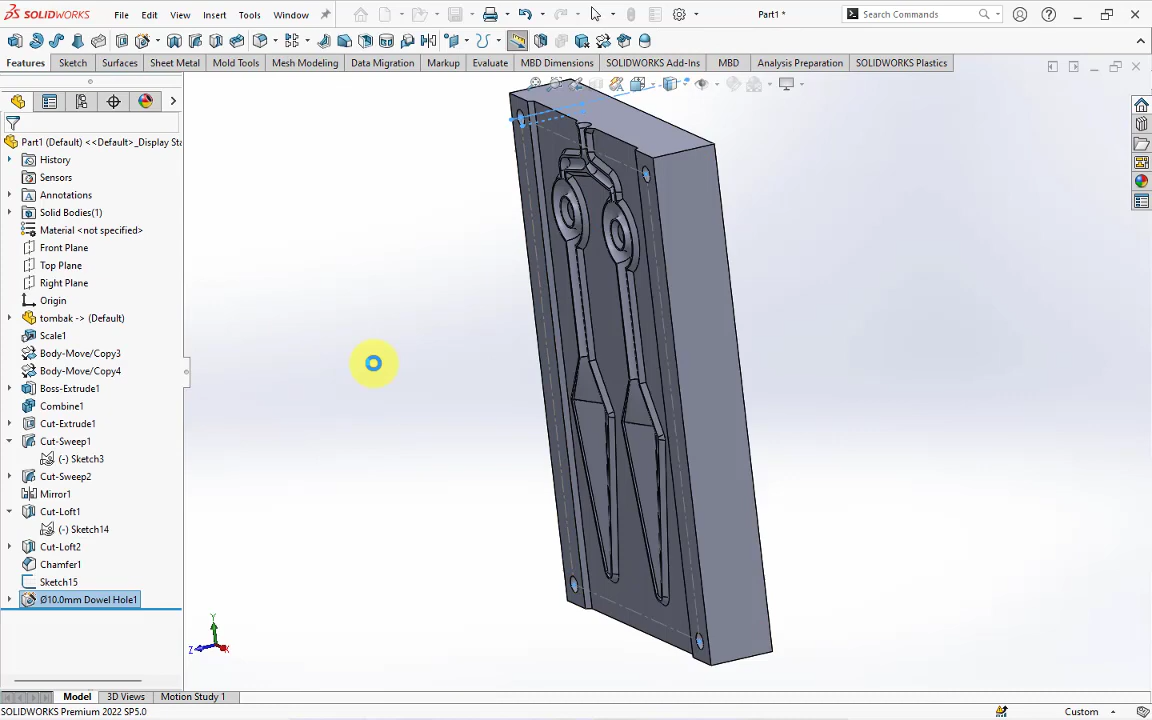 SOLIDWORKS
File
Edit
View
Insert
Tools
Window
Part1 *
Search Commands
Features
Sketch
Surfaces
Sheet Metal
Mold Tools
Mesh Modeling
Data Migration
Markup
Evaluate
MBD Dimensions
SOLIDWORKS Add-Ins
MBD
Analysis Preparation
SOLIDWORKS Plastics
Part1 (Default) <<Default>_Display Sta
History
Sensors
Annotations
Solid Bodies(1)
Material <not specified>
Front Plane
Top Plane
Right Plane
Origin
tombak -> (Default)
Scale1
Body-Move/Copy3
Body-Move/Copy4
Boss-Extrude1
Combine1
Cut-Extrude1
Cut-Sweep1
(-) Sketch3
Cut-Sweep2
Mirror1
Cut-Loft1
(-) Sketch14
Cut-Loft2
Chamfer1
Sketch15
Ø10.0mm Dowel Hole1
Y
Z
X
Model
3D Views
Motion Study 1
SOLIDWORKS Premium 2022 SP5.0
Custom